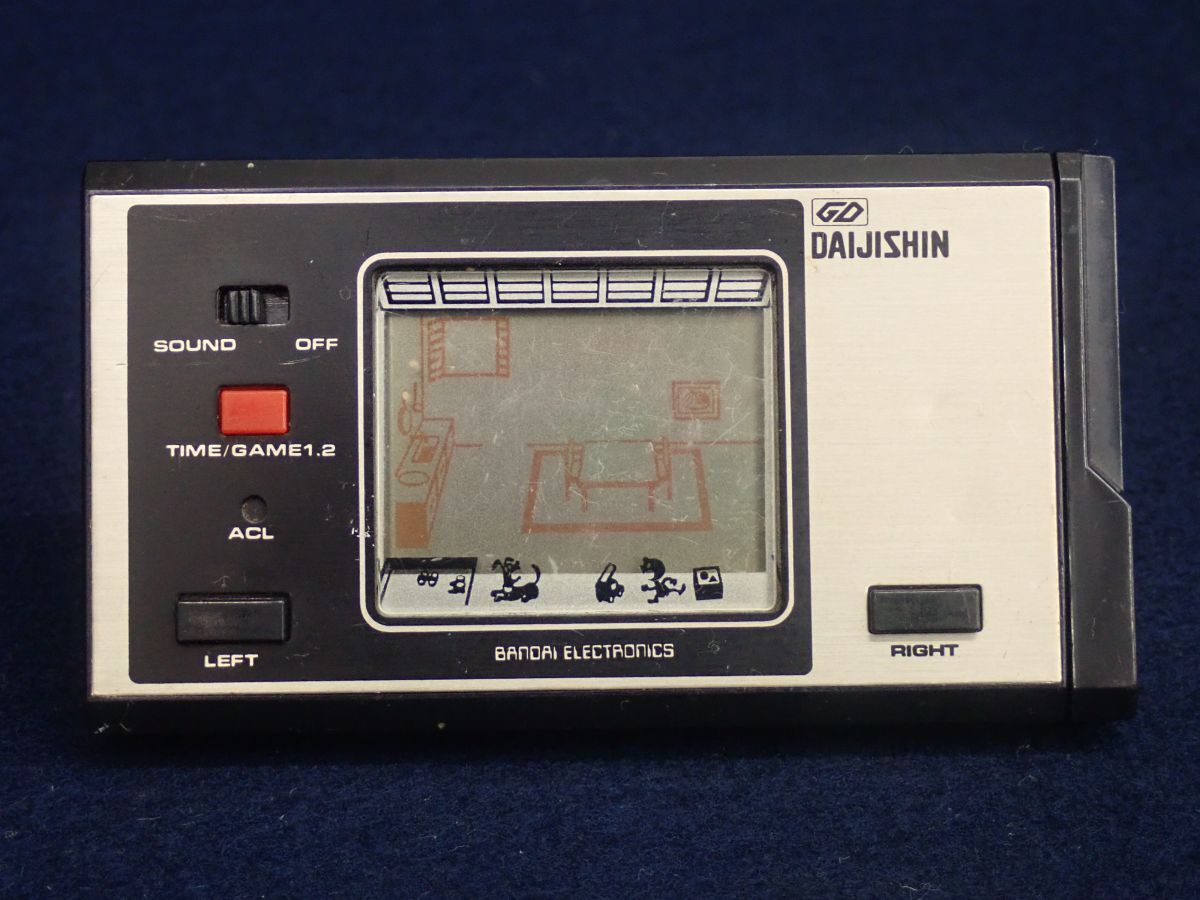 GD
DAIJISHIN
SOUND OFF
TIME/GAME1.2
ACL
LEFT
BANDAI ELECTRONICS
RIGHT